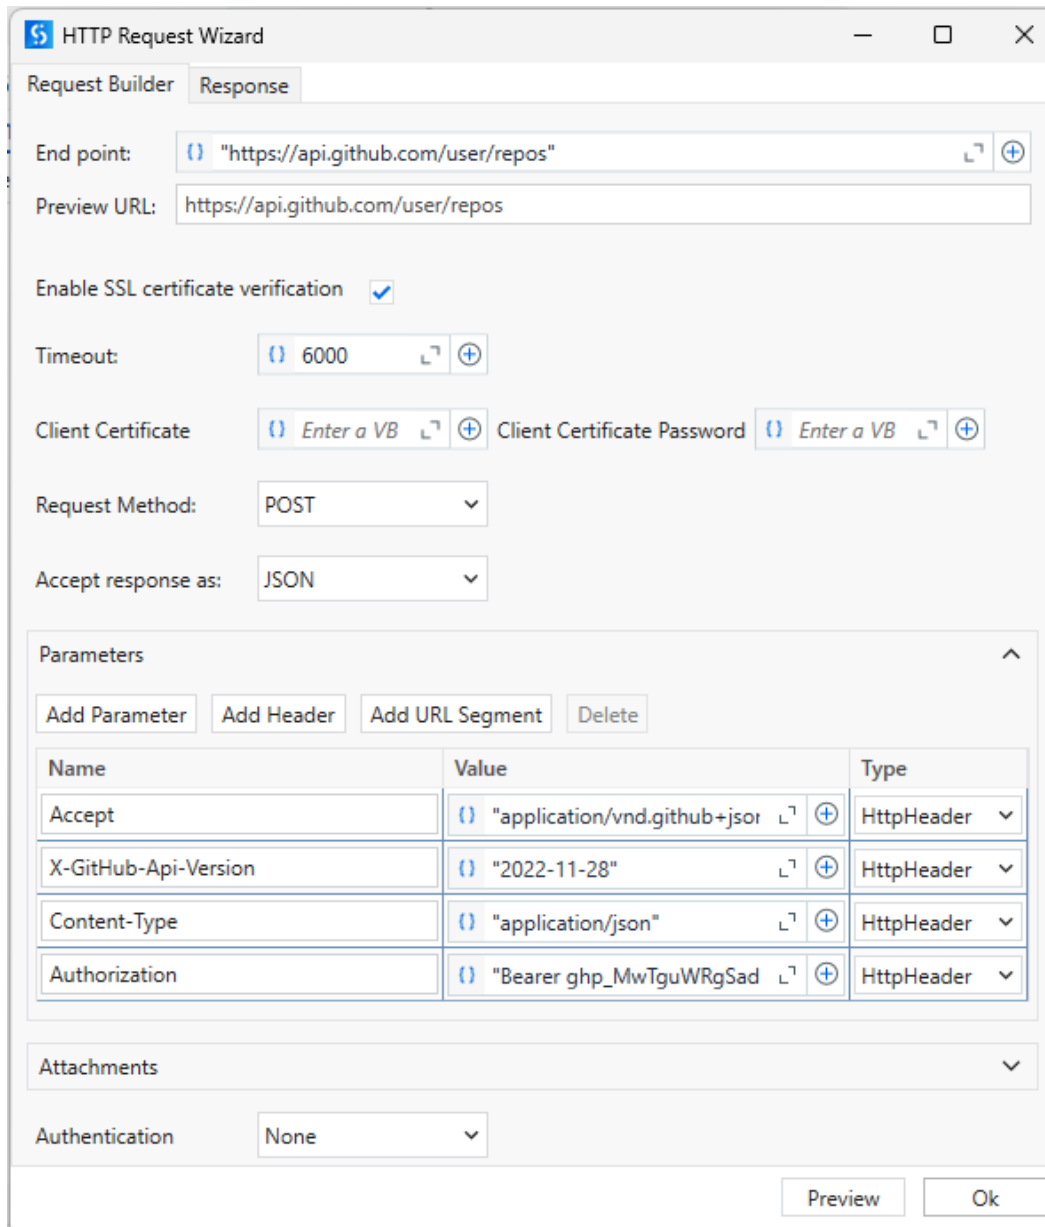 HTTP Request Wizard
Request Builder Response
End point: "https://api.github.com/user/repos"
Preview URL: https://api.github.com/user/repos
Enable SSL certificate verification
Timeout: 6000
Client Certificate Enter a VB Client Certificate Password Enter a VB
Request Method: POST
Accept response as: JSON
Parameters
Add Parameter Add Header Add URL Segment Delete
Name Value Type
Accept "application/vnd.github+jsor HttpHeader
X-GitHub-Api-Version "2022-11-28" HttpHeader
Content-Type "application/json" HttpHeader
Authorization "Bearer ghp_MwTguWRgSad HttpHeader
Attachments
Authentication None
Preview Ok